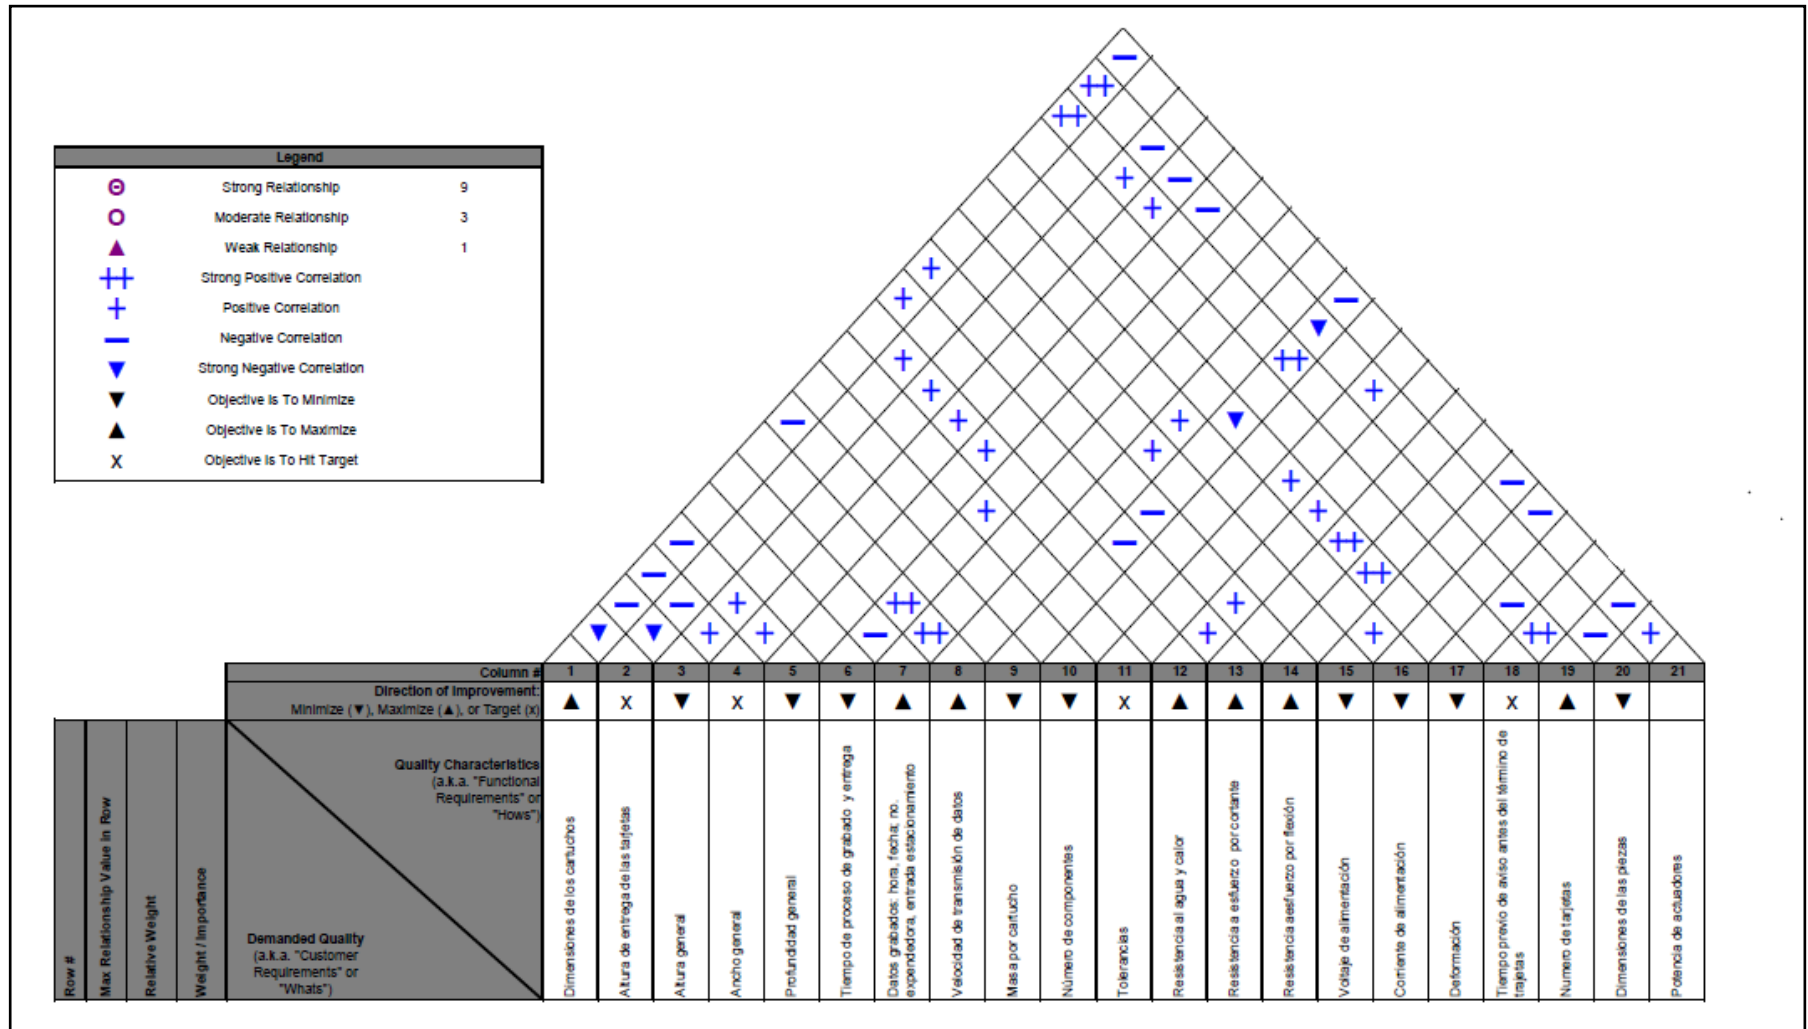 Legend
Θ Strong Relationship 9
O Moderate Relationship 3
▲ Weak Relationship 1
++ Strong Positive Correlation
+ Positive Correlation
— Negative Correlation
▼ Strong Negative Correlation
▼ Objective Is To Minimize
▲ Objective Is To Maximize
X Objective Is To Hit Target
Column # 1 2 3 4 5 6 7 8 9 10 11 12 13 14 15 16 17 18 19 20 21
Direction of Improvement:
Minimize (▼), Maximize (▲), or Target (x)
▲ X ▼ X ▼ ▼ ▲ ▲ ▼ ▼ X ▲ ▲ ▲ ▼ ▼ ▼ X ▲ ▼
Row #
Max Relationship Value in Row
Relative Weight
Weight / Importance
Quality Characteristics
(a.k.a. "Functional
Requirements" or
"Hows")
Demanded Quality
(a.k.a. "Customer
Requirements" or
"Whats")
Dimensiones de los cartuchos
Altura de entrega de las tarjetas
Altura general
Ancho general
Profundidad general
Tiempo de proceso de grabado y entrega
Datos grabados: hora, fecha; no.
expendedora, entrada estacionamiento
Velocidad de transmisión de datos
Masa por cartucho
Número de componentes
Tolerancias
Resistencia al agua y calor
Resistencia a esfuerzo por cortante
Resistencia aesfuerzo por flexión
Voltaje de alimentación
Corriente de alimentación
Deformación
Tiempo previo de aviso antes del término de
trajetas
Numero de tarjetas
Dimensiones de las piezas
Potencia de actuadores